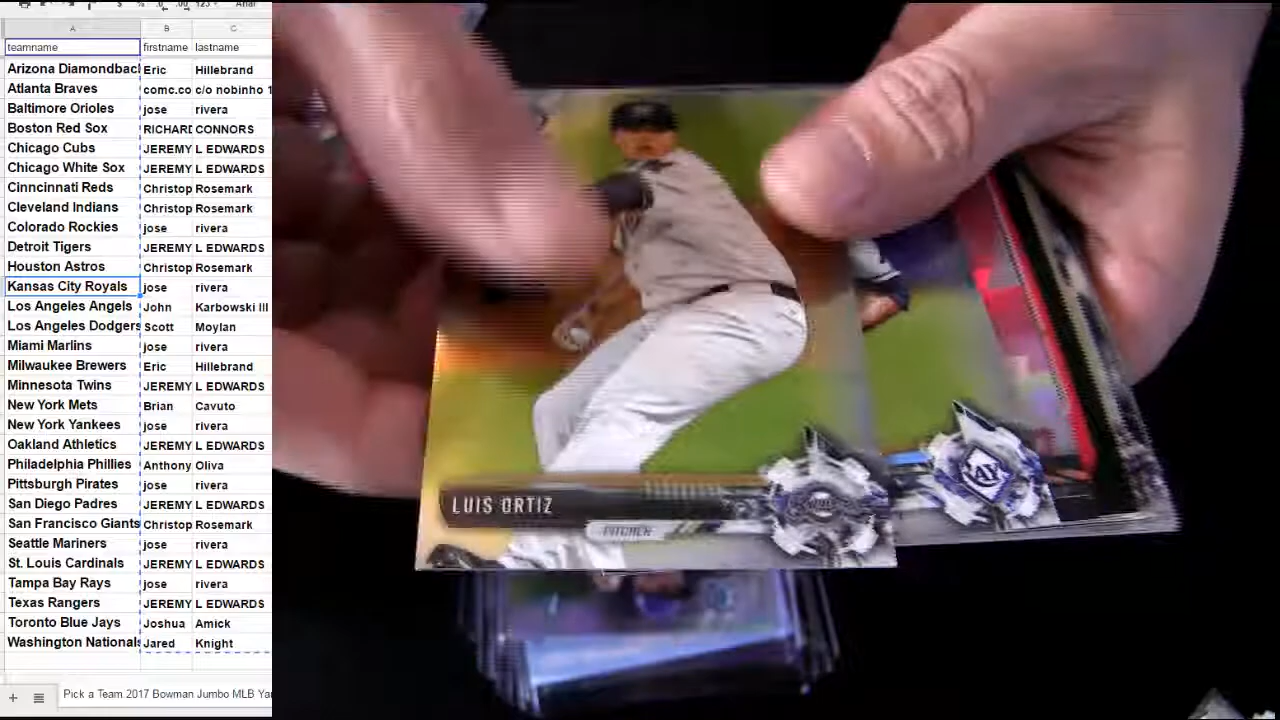 A B C
teamname firstname lastname
Arizona Diamondbac Eric Hillebrand
Atlanta Braves comc.co c/o nobinho 1
Baltimore Orioles jose rivera
Boston Red Sox RICHARD CONNORS
Chicago Cubs JEREMY L EDWARDS
Chicago White Sox JEREMY L EDWARDS
Cinncinnati Reds Christop Rosemark
Cleveland Indians Christop Rosemark
Colorado Rockies jose rivera
Detroit Tigers JEREMY L EDWARDS
Houston Astros Christop Rosemark
Kansas City Royals jose rivera
Los Angeles Angels John Karbowski III
Los Angeles Dodgers Scott Moylan
Miami Marlins jose rivera
Milwaukee Brewers Eric Hillebrand
Minnesota Twins JEREMY L EDWARDS
New York Mets Brian Cavuto
New York Yankees jose rivera
Oakland Athletics JEREMY L EDWARDS
Philadelphia Phillies Anthony Oliva
Pittsburgh Pirates jose rivera
San Diego Padres JEREMY L EDWARDS
San Francisco Giants Christop Rosemark
Seattle Mariners jose rivera
St. Louis Cardinals JEREMY L EDWARDS
Tampa Bay Rays jose rivera
Texas Rangers JEREMY L EDWARDS
Toronto Blue Jays Joshua Amick
Washington Nationals Jared Knight
Pick a Team 2017 Bowman Jumbo MLB Ya
LUIS ORTIZ
PITCHER